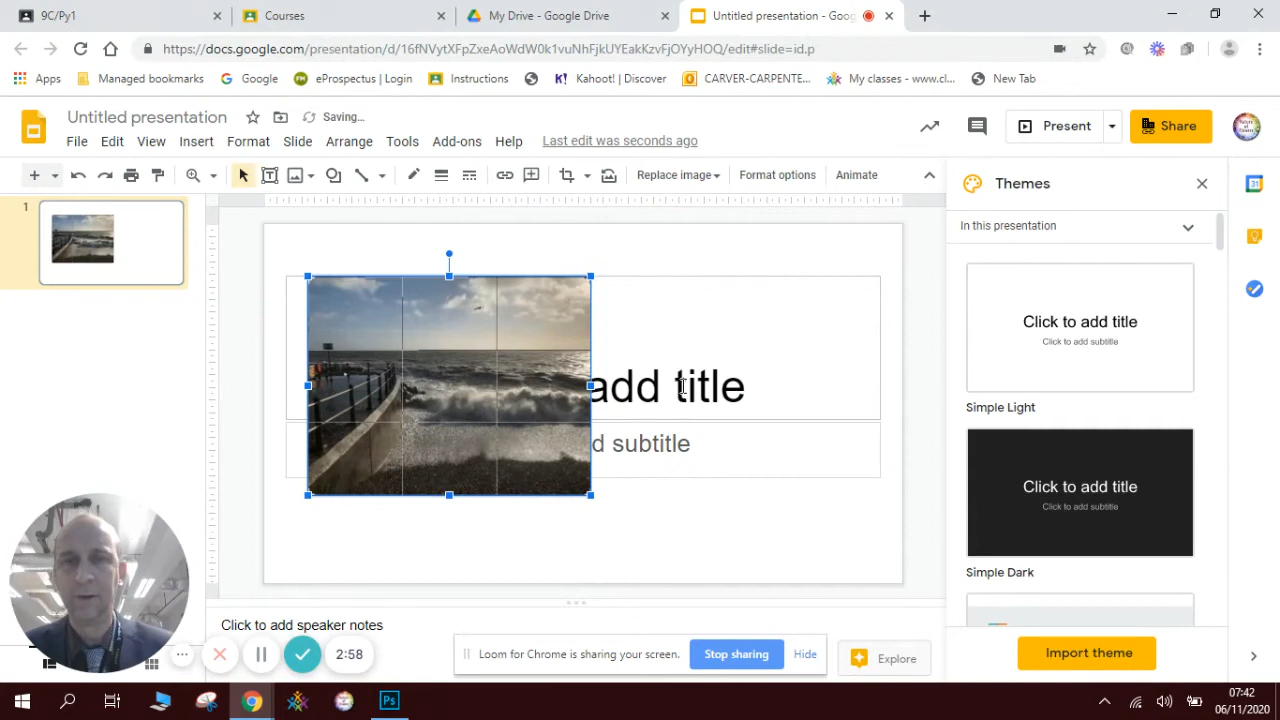 9C/Py1
Courses
My Drive - Google Drive
Untitled presentation - Goog
https://docs.google.com/presentation/d/16fNVytXFpZxeAoWdW0k1vuNhFjkUYEakKzvFjOYyHOQ/edit#slide=id.p
Apps
Managed bookmarks
Google
eProspectus | Login
Instructions
Kahoot! | Discover
CARVER-CARPENTE...
My classes - www.cl...
New Tab
Untitled presentation
Saving...
Present
Share
File Edit View Insert Format Slide Arrange Tools Add-ons Help Last edit was seconds ago
Replace image
Format options
Animate
Themes
1
In this presentation
add title
d subtitle
Click to add title
Click to add subtitle
Simple Light
Click to add title
Click to add subtitle
Simple Dark
Click to add speaker notes
2:58
Loom for Chrome is sharing your screen.
Stop sharing
Hide
Explore
Import theme
31
Ps
07:42
06/11/2020